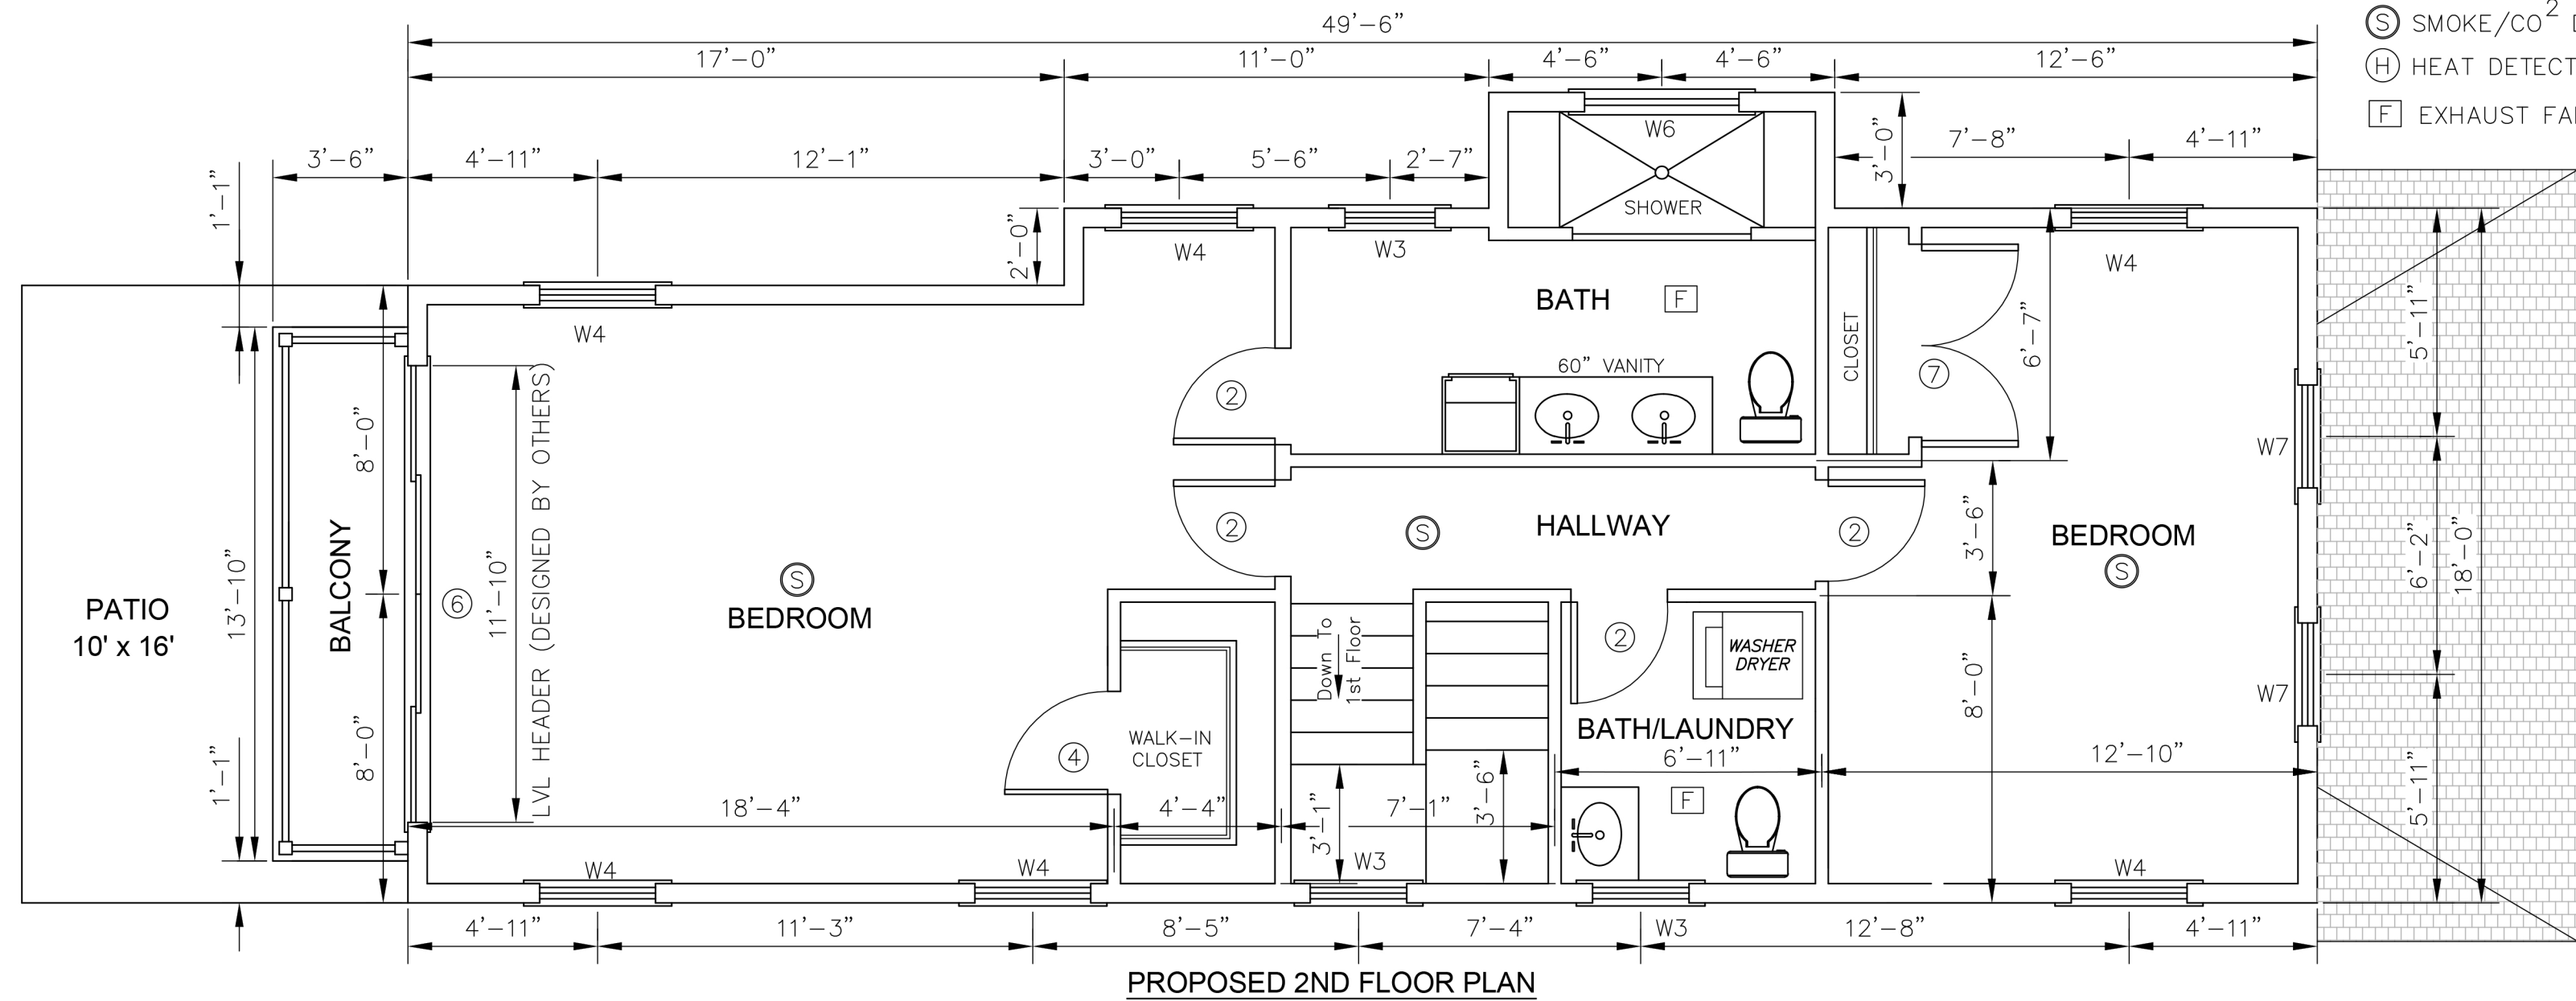 49'-6"
17'-0"
11'-0"
4'-6"
4'-6"
12'-6"
Ⓢ SMOKE/CO²
Ⓗ HEAT DETECT
F EXHAUST FA
3'-6"
4'-11"
12'-1"
3'-0"
5'-6"
2'-7"
3'-0"
7'-8"
4'-11"
1'-1"
W6
SHOWER
2'-0"
W4
W3
W4
W4
BATH
F
CLOSET
6'-7"
5'-11"
60" VANITY
7
2
8'-0"
LVL HEADER (DESIGNED BY OTHERS)
W7
2
S
HALLWAY
2
3'-6"
BEDROOM
S
6'-2"
18'-0"
PATIO
10' x 16'
13'-10"
BALCONY
6
11'-10"
S
BEDROOM
Down To
1st Floor
2
WASHER
DRYER
8'-0"
W7
8'-0"
1'-1"
4
WALK-IN
CLOSET
BATH/LAUNDRY
6'-11"
12'-10"
18'-4"
4'-4"
3'-1"
7'-1"
3'-6"
F
5'-11"
W4
W4
W3
W4
4'-11"
11'-3"
8'-5"
7'-4"
W3
12'-8"
4'-11"
PROPOSED 2ND FLOOR PLAN